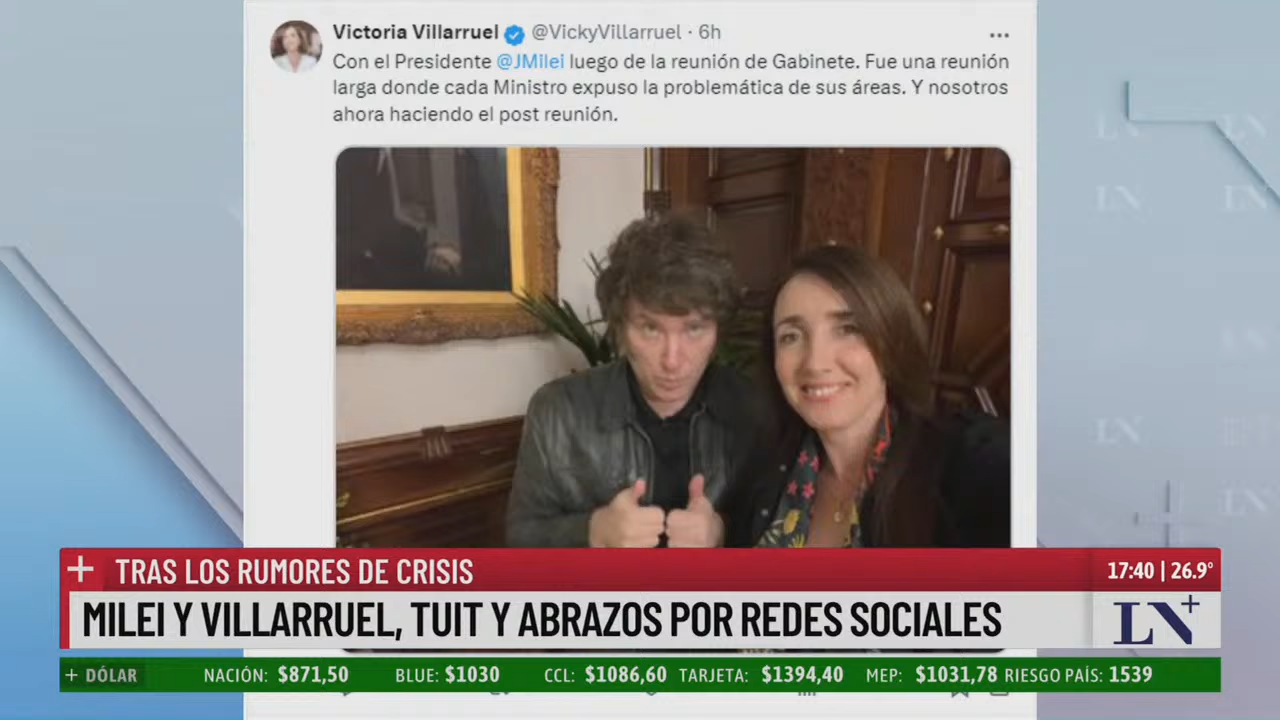 Victoria Villarruel @VickyVillarruel · 6h
Con el Presidente @JMilei luego de la reunión de Gabinete. Fue una reunión
larga donde cada Ministro expuso la problemática de sus áreas. Y nosotros
ahora haciendo el post reunión.
+ TRAS LOS RUMORES DE CRISIS
17:40 | 26.9°
MILEI Y VILLARRUEL, TUIT Y ABRAZOS POR REDES SOCIALES
LN+
+ DÓLAR NACIÓN: $871,50 BLUE: $1030 CCL: $1086,60 TARJETA: $1394,40 MEP: $1031,78 RIESGO PAÍS: 1539